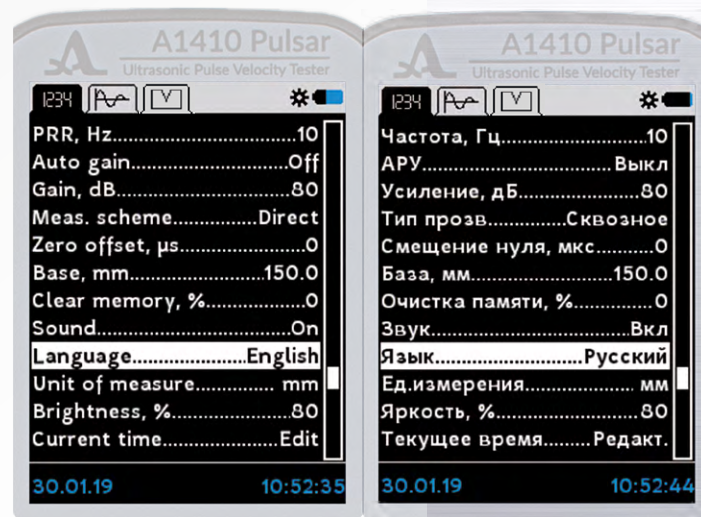 A1410 Pulsar
Ultrasonic Pulse Velocity Tester
1234
PRR, Hz..................10
Auto gain.................Off
Gain, dB..................80
Meas. scheme..............Direct
Zero offset, µs...........0
Base, mm..................150.0
Clear memory, %...........0
Sound.....................On
Language..................English
Unit of measure........... mm
Brightness, %.............80
Current time..............Edit
30.01.19 10:52:35
A1410 Pulsar
Ultrasonic Pulse Velocity Tester
1234
Частота, Гц...............10
АРУ.......................Выкл
Усиление, дБ..............80
Тип прозв.................Сквозное
Смещение нуля, мкс........0
База, мм..................150.0
Очистка памяти, %.........0
Звук......................Вкл
Язык......................Русский
Ед.измерения.............. мм
Яркость, %................80
Текущее время.........Редакт.
30.01.19 10:52:44